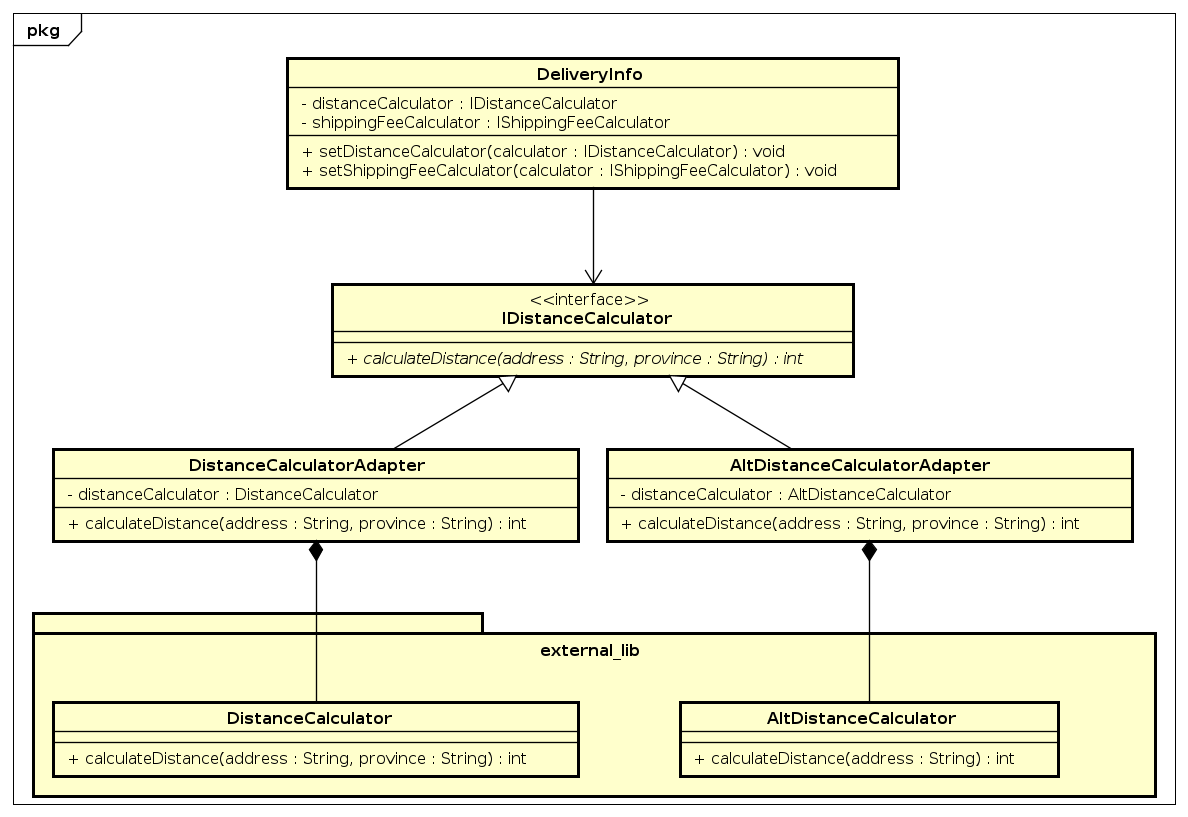 pkg
DeliveryInfo
- distanceCalculator : IDistanceCalculator
- shippingFeeCalculator : IShippingFeeCalculator
+ setDistanceCalculator(calculator : IDistanceCalculator) : void
+ setShippingFeeCalculator(calculator : IShippingFeeCalculator) : void
<<interface>>
IDistanceCalculator
+ calculateDistance(address : String, province : String) : int
DistanceCalculatorAdapter
- distanceCalculator : DistanceCalculator
+ calculateDistance(address : String, province : String) : int
AltDistanceCalculatorAdapter
- distanceCalculator : AltDistanceCalculator
+ calculateDistance(address : String, province : String) : int
external_lib
DistanceCalculator
+ calculateDistance(address : String, province : String) : int
AltDistanceCalculator
+ calculateDistance(address : String) : int